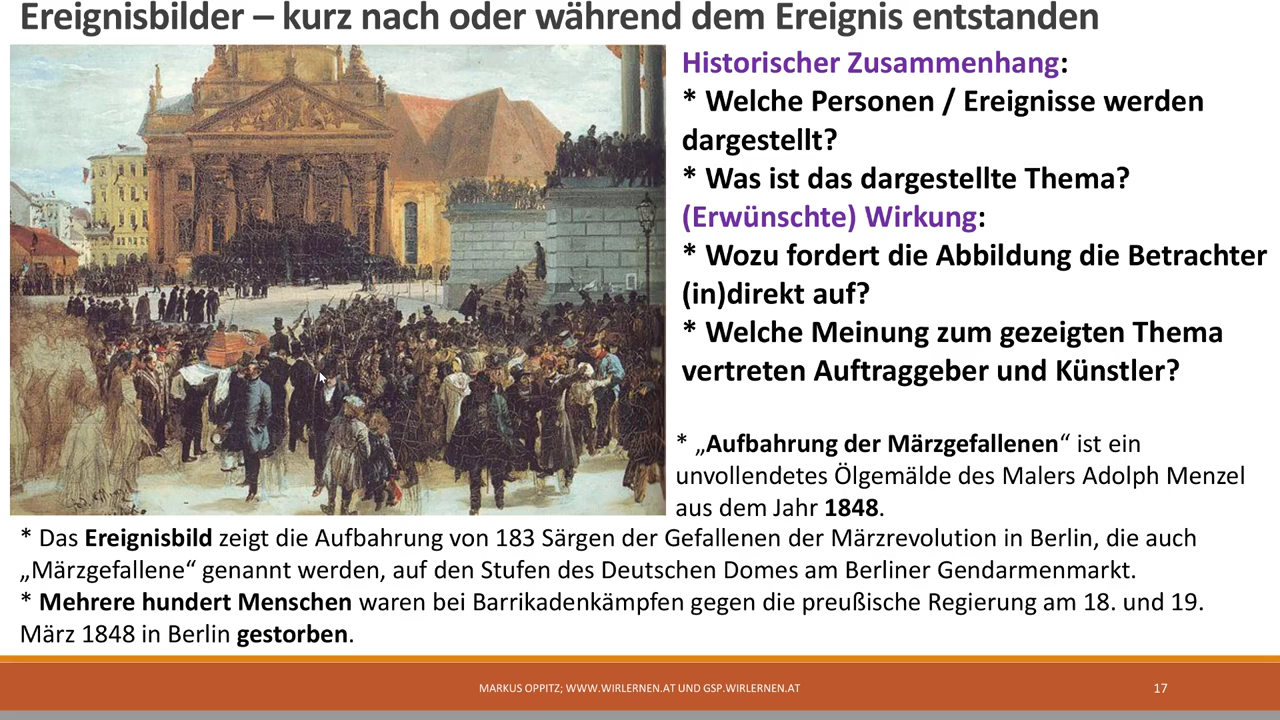 Ereignisbilder – kurz nach oder während dem Ereignis entstanden
Historischer Zusammenhang:
* Welche Personen / Ereignisse werden
dargestellt?
* Was ist das dargestellte Thema?
(Erwünschte) Wirkung:
* Wozu fordert die Abbildung die Betrachter
(in)direkt auf?
* Welche Meinung zum gezeigten Thema
vertreten Auftraggeber und Künstler?
* „Aufbahrung der Märzgefallenen“ ist ein
unvollendetes Ölgemälde des Malers Adolph Menzel
aus dem Jahr 1848.
* Das Ereignisbild zeigt die Aufbahrung von 183 Särgen der Gefallenen der Märzrevolution in Berlin, die auch
„Märzgefallene“ genannt werden, auf den Stufen des Deutschen Domes am Berliner Gendarmenmarkt.
* Mehrere hundert Menschen waren bei Barrikadenkämpfen gegen die preußische Regierung am 18. und 19.
März 1848 in Berlin gestorben.
MARKUS OPPITZ; WWW.WIRLERNEN.AT UND GSP.WIRLERNEN.AT
17